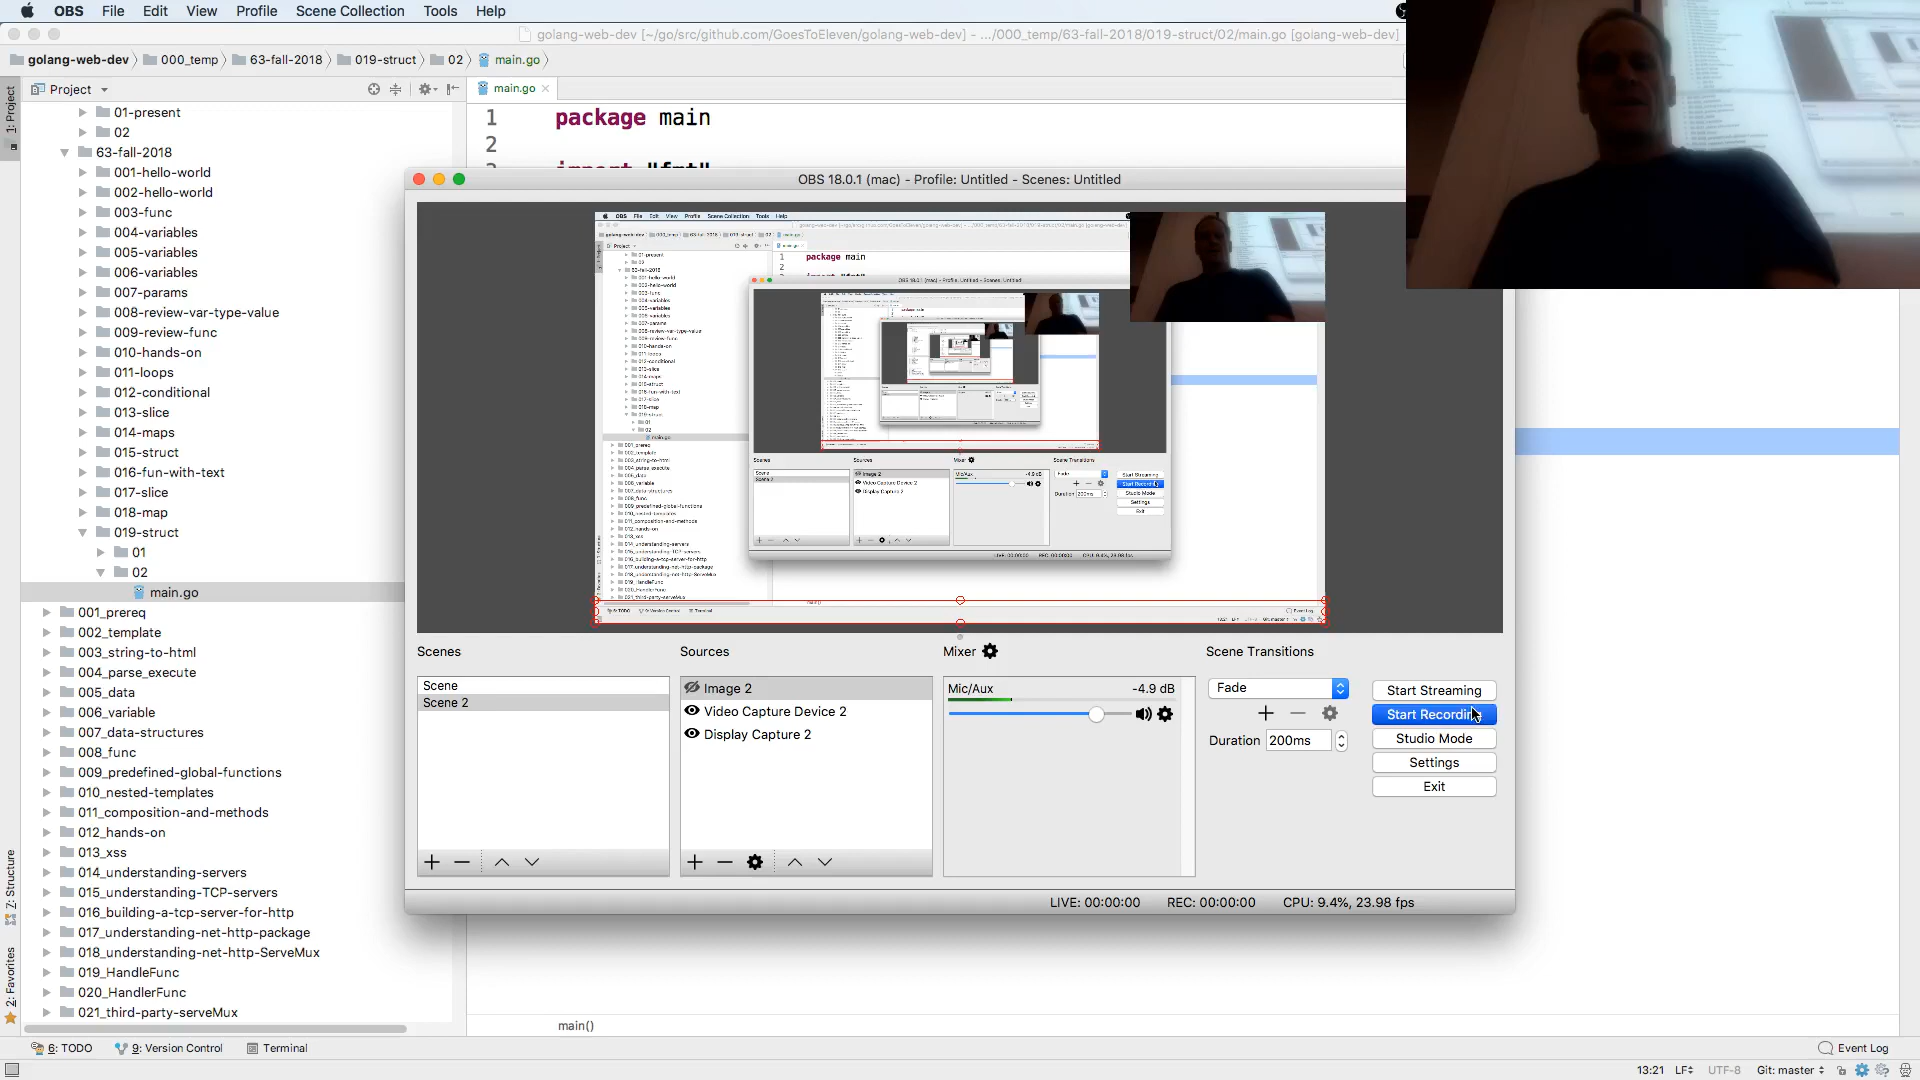 OBS File Edit View Profile Scene Collection Tools Help
golang-web-dev [~/go/src/github.com/GoesToEleven/golang-web-dev] - .../000_temp/63-fall-2018/019-struct/02/main.go [golang-web-dev]
golang-web-dev 000_temp 63-fall-2018 019-struct 02 main.go
1: Project
Project
main.go
01-present
02
63-fall-2018
001-hello-world
002-hello-world
003-func
004-variables
005-variables
006-variables
007-params
008-review-var-type-value
009-review-func
010-hands-on
011-loops
012-conditional
013-slice
014-maps
015-struct
016-fun-with-text
017-slice
018-map
019-struct
01
02
main.go
001_prereq
002_template
003_string-to-html
004_parse_execute
005_data
006_variable
007_data-structures
008_func
009_predefined-global-functions
010_nested-templates
011_composition-and-methods
012_hands-on
013_xss
014_understanding-servers
015_understanding-TCP-servers
016_building-a-tcp-server-for-http
017_understanding-net-http-package
018_understanding-net-http-ServeMux
019_HandleFunc
020_HandlerFunc
021_third-party-serveMux
7: Structure
2: Favorites
1 package main
2
3 import "fmt"
OBS 18.0.1 (mac) - Profile: Untitled - Scenes: Untitled
Scenes
Scene
Scene 2
Sources
Image 2
Video Capture Device 2
Display Capture 2
Mixer
Mic/Aux -4.9 dB
Scene Transitions
Fade
Duration 200ms
Start Streaming
Start Recording
Studio Mode
Settings
Exit
LIVE: 00:00:00 REC: 00:00:00 CPU: 9.4%, 23.98 fps
main()
6: TODO 9: Version Control Terminal Event Log
13:21 LF UTF-8 Git: master